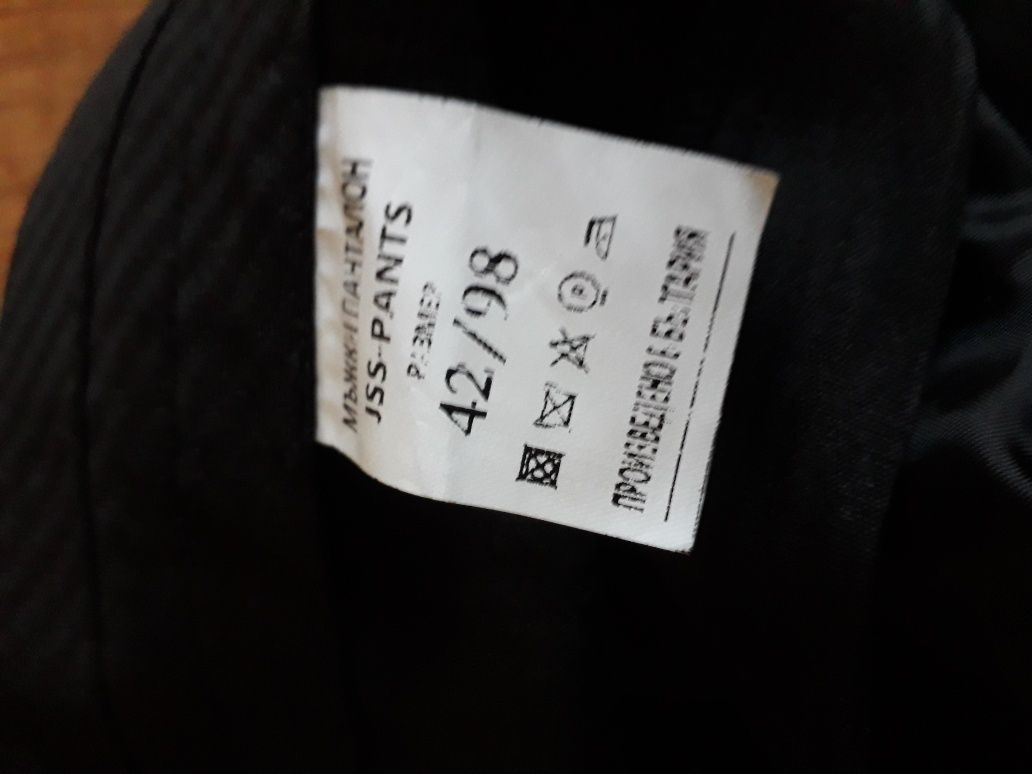 МЪЖКИ ПАНТАЛОН
JSS-PANTS
РАЗМЕР
42/98
ПРОИЗВЕДЕНО В БЪЛГАРИЯ